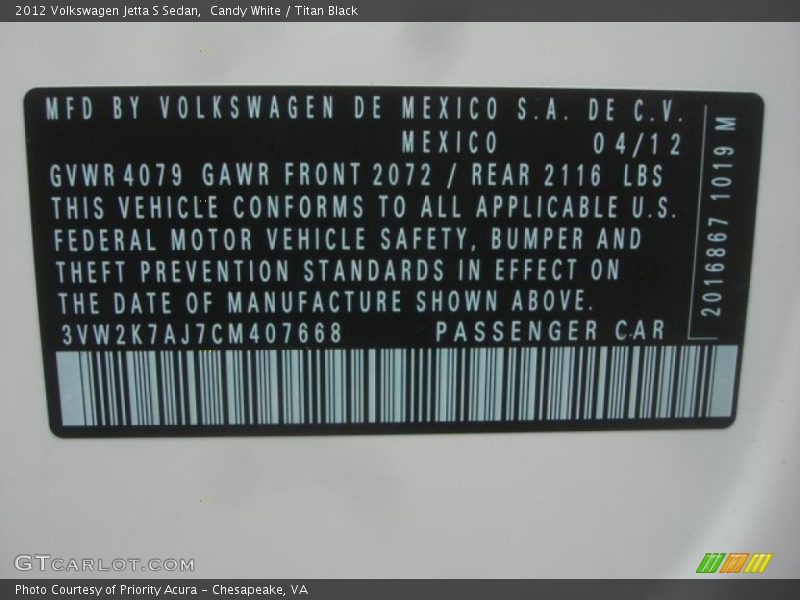 2012 Volkswagen Jetta S Sedan,  Candy White / Titan Black
MFD BY VOLKSWAGEN DE MEXICO S.A. DE C.V.
MEXICO 04/12
GVWR 4079 GAWR FRONT 2072 / REAR 2116 LBS
THIS VEHICLE CONFORMS TO ALL APPLICABLE U.S.
FEDERAL MOTOR VEHICLE SAFETY, BUMPER AND
THEFT PREVENTION STANDARDS IN EFFECT ON
THE DATE OF MANUFACTURE SHOWN ABOVE.
3VW2K7AJ7CM407668 PASSENGER CAR
2016867 1019 M
GTCARLOT.COM
Photo Courtesy of Priority Acura - Chesapeake, VA